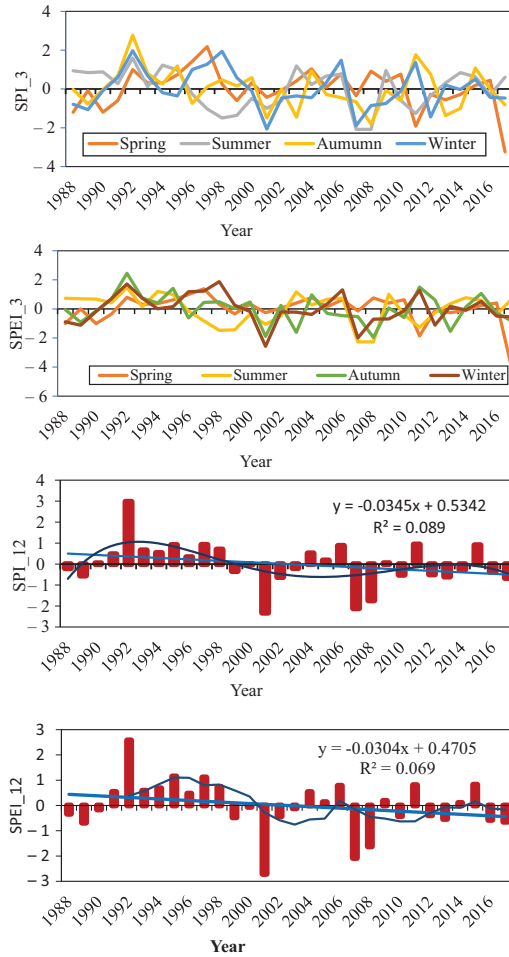 4
2
0
− 2
− 4
SPI_3
Spring Summer Aumumn Winter
1988 1990 1992 1994 1996 1998 2000 2002 2004 2006 2008 2010 2012 2014 2016
Year
4
2
0
− 2
− 4
− 6
SPEI_3
Spring Summer Autumn Winter
1988 1990 1992 1994 1996 1998 2000 2002 2004 2006 2008 2010 2012 2014 2016
Year
4
3
2
1
0
− 1
− 2
− 3
SPI_12
y = -0.0345x + 0.5342
R² = 0.089
1988 1990 1992 1994 1996 1998 2000 2002 2004 2006 2008 2010 2012 2014 2016
Year
3
2
1
0
− 1
− 2
− 3
SPEI_12
y = -0.0304x + 0.4705
R² = 0.069
1988 1990 1992 1994 1996 1998 2000 2002 2004 2006 2008 2010 2012 2014 2016
Year